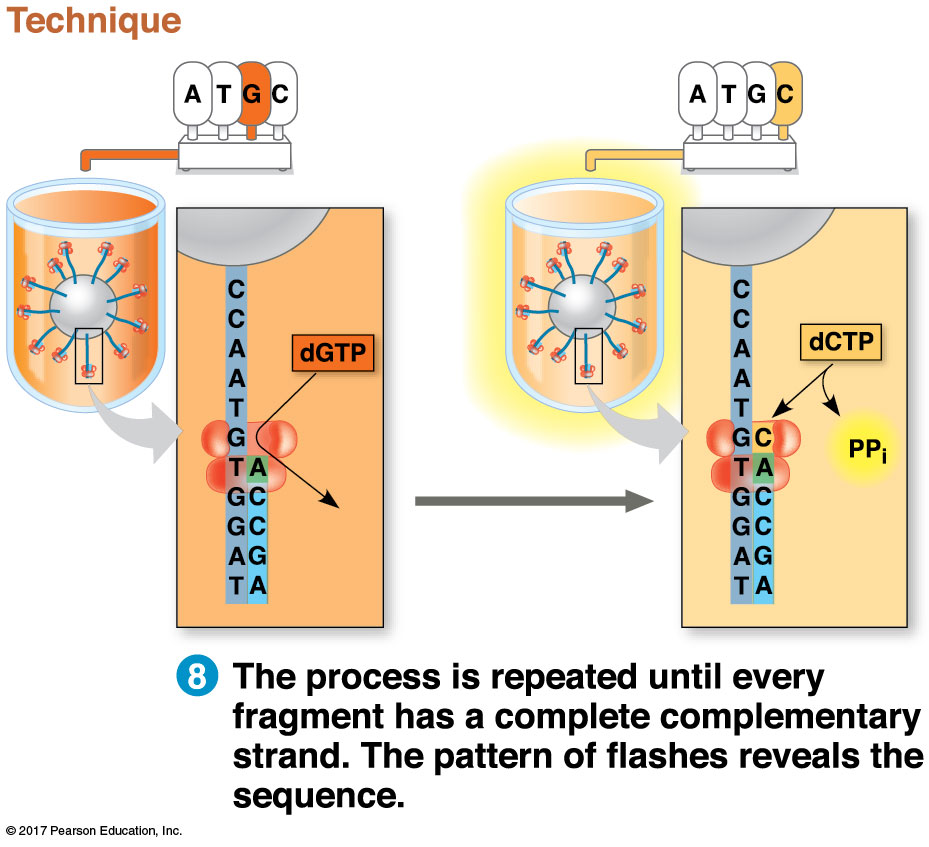 Technique
A T G C
A T G C
C
C
A
A
T
G
T A
G C
G C
A G
T A
dGTP
C
C
A
A
T
G C
T A
G C
G C
A G
T A
dCTP
PPi
8 The process is repeated until every
fragment has a complete complementary
strand. The pattern of flashes reveals the
sequence.
© 2017 Pearson Education, Inc.